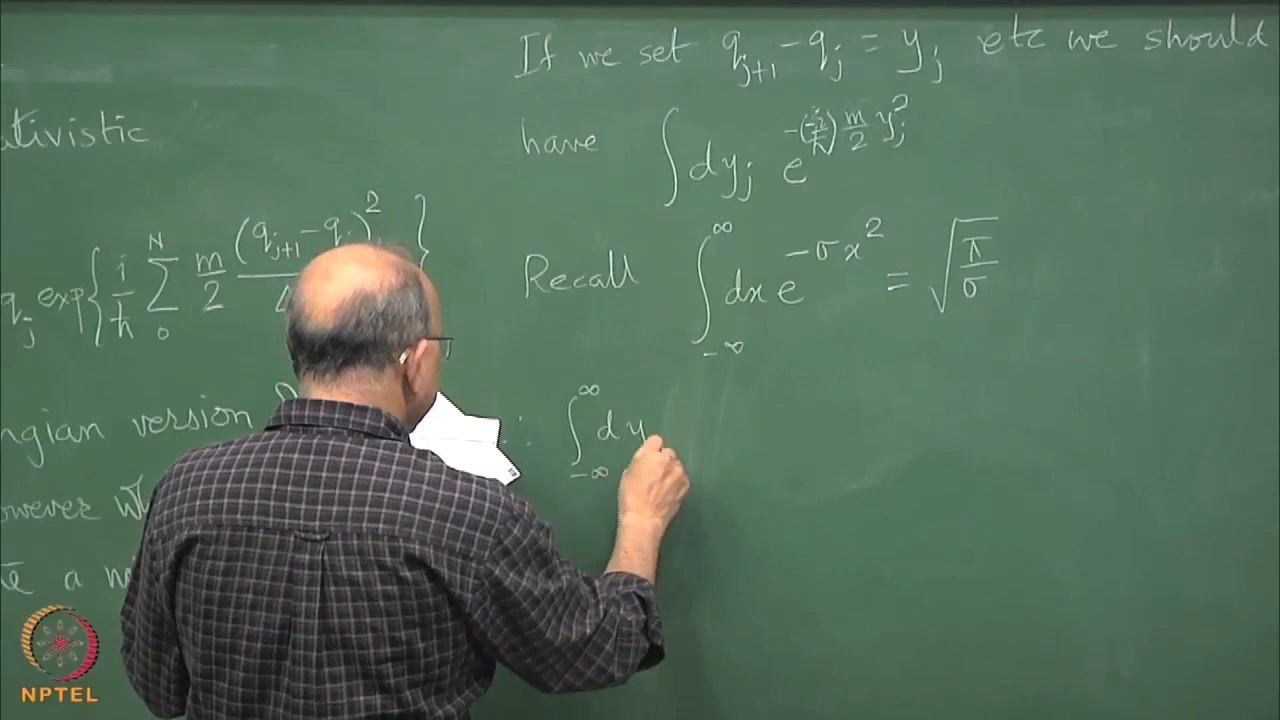 If we set q_{j+1} - q_j = y_j etc we should
have ∫ dy_j e^{-(-i/ħ) m/2 y_j^2}
Recall ∫_{-∞}^{∞} dx e^{-σx^2} = √(π/σ)
∴ ∫_{-∞}^{∞} dy
ativistic
q_j exp{ i/ħ Σ_0^N m/2 (q_{j+1} - q_j)^2 }
ngian version
owever
a
NPTEL